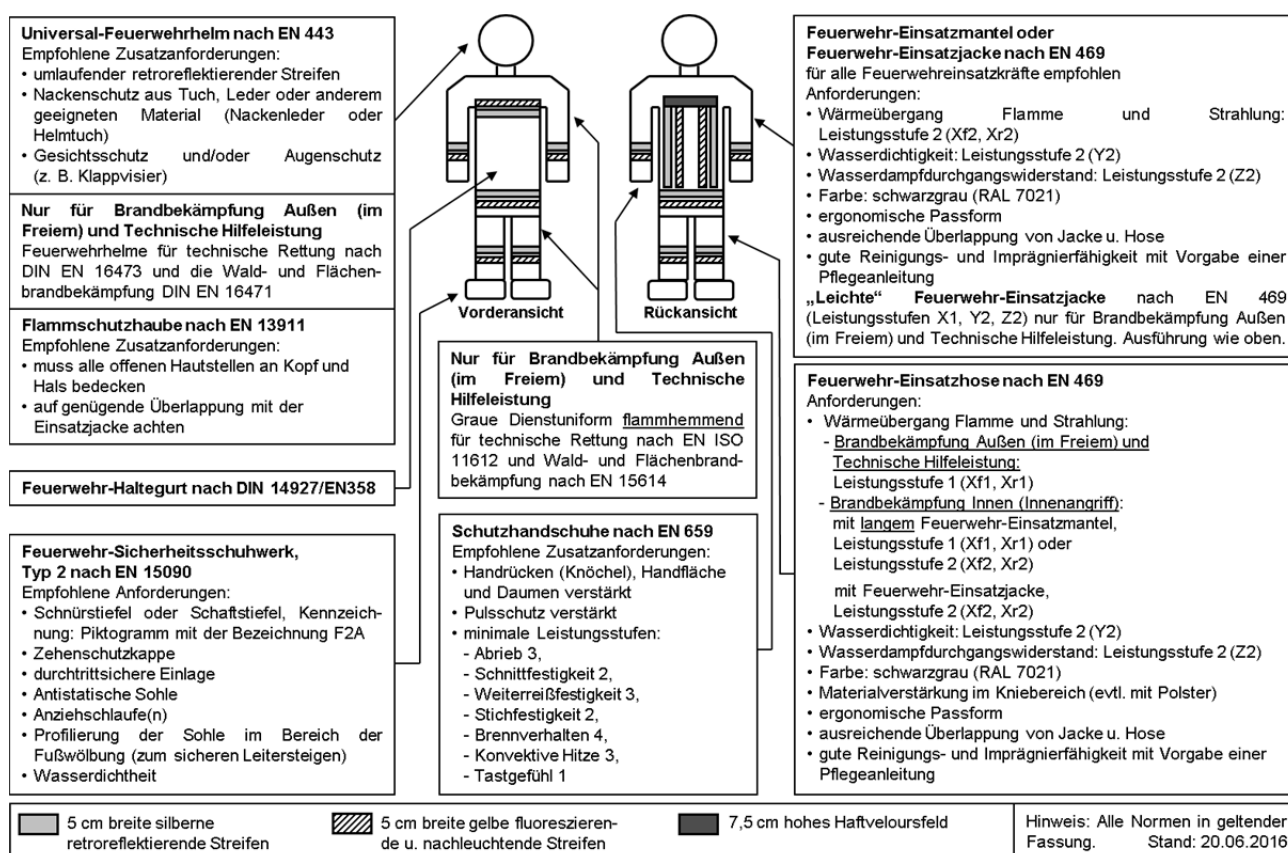 Universal-Feuerwehrhelm nach EN 443
Empfohlene Zusatzanforderungen:
• umlaufender retroreflektierender Streifen
• Nackenschutz aus Tuch, Leder oder anderem
geeigneten Material (Nackenleder oder
Helmtuch)
• Gesichtsschutz und/oder Augenschutz
(z. B. Klappvisier)
Nur für Brandbekämpfung Außen (im
Freiem) und Technische Hilfeleistung
Feuerwehrhelme für technische Rettung nach
DIN EN 16473 und die Wald- und Flächen-
brandbekämpfung DIN EN 16471
Flammschutzhaube nach EN 13911
Empfohlene Zusatzanforderungen:
• muss alle offenen Hautstellen an Kopf und
Hals bedecken
• auf genügende Überlappung mit der
Einsatzjacke achten
Feuerwehr-Haltegurt nach DIN 14927/EN358
Feuerwehr-Sicherheitsschuhwerk,
Typ 2 nach EN 15090
Empfohlene Anforderungen:
• Schnürstiefel oder Schaftstiefel, Kennzeich-
nung: Piktogramm mit der Bezeichnung F2A
• Zehenschutzkappe
• durchtrittsichere Einlage
• Antistatische Sohle
• Anziehschlaufe(n)
• Profilierung der Sohle im Bereich der
Fußwölbung (zum sicheren Leitersteigen)
• Wasserdichtheit
Vorderansicht
Rückansicht
Nur für Brandbekämpfung Außen
(im Freiem) und Technische
Hilfeleistung
Graue Dienstuniform flammhemmend
für technische Rettung nach EN ISO
11612 und Wald- und Flächenbrand-
bekämpfung nach EN 15614
Schutzhandschuhe nach EN 659
Empfohlene Zusatzanforderungen:
• Handrücken (Knöchel), Handfläche
und Daumen verstärkt
• Pulsschutz verstärkt
• minimale Leistungsstufen:
- Abrieb 3,
- Schnittfestigkeit 2,
- Weiterreißfestigkeit 3,
- Stichfestigkeit 2,
- Brennverhalten 4,
- Konvektive Hitze 3,
- Tastgefühl 1
Feuerwehr-Einsatzmantel oder
Feuerwehr-Einsatzjacke nach EN 469
für alle Feuerwehreinsatzkräfte empfohlen
Anforderungen:
• Wärmeübergang Flamme und Strahlung:
Leistungsstufe 2 (Xf2, Xr2)
• Wasserdichtigkeit: Leistungsstufe 2 (Y2)
• Wasserdampfdurchgangswiderstand: Leistungsstufe 2 (Z2)
• Farbe: schwarzgrau (RAL 7021)
• ergonomische Passform
• ausreichende Überlappung von Jacke u. Hose
• gute Reinigungs- und Imprägnierfähigkeit mit Vorgabe einer
Pflegeanleitung
„Leichte“ Feuerwehr-Einsatzjacke nach EN 469
(Leistungsstufen X1, Y2, Z2) nur für Brandbekämpfung Außen
(im Freiem) und Technische Hilfeleistung. Ausführung wie oben.
Feuerwehr-Einsatzhose nach EN 469
Anforderungen:
• Wärmeübergang Flamme und Strahlung:
- Brandbekämpfung Außen (im Freiem) und
Technische Hilfeleistung:
Leistungsstufe 1 (Xf1, Xr1)
- Brandbekämpfung Innen (Innenangriff):
mit langem Feuerwehr-Einsatzmantel,
Leistungsstufe 1 (Xf1, Xr1) oder
Leistungsstufe 2 (Xf2, Xr2)
mit Feuerwehr-Einsatzjacke,
Leistungsstufe 2 (Xf2, Xr2)
• Wasserdichtigkeit: Leistungsstufe 2 (Y2)
• Wasserdampfdurchgangswiderstand: Leistungsstufe 2 (Z2)
• Farbe: schwarzgrau (RAL 7021)
• Materialverstärkung im Kniebereich (evtl. mit Polster)
• ergonomische Passform
• ausreichende Überlappung von Jacke u. Hose
• gute Reinigungs- und Imprägnierfähigkeit mit Vorgabe einer
Pflegeanleitung
5 cm breite silberne
retroreflektierende Streifen
5 cm breite gelbe fluoreszieren-
de u. nachleuchtende Streifen
7,5 cm hohes Haftveloursfeld
Hinweis: Alle Normen in geltender
Fassung. Stand: 20.06.2016